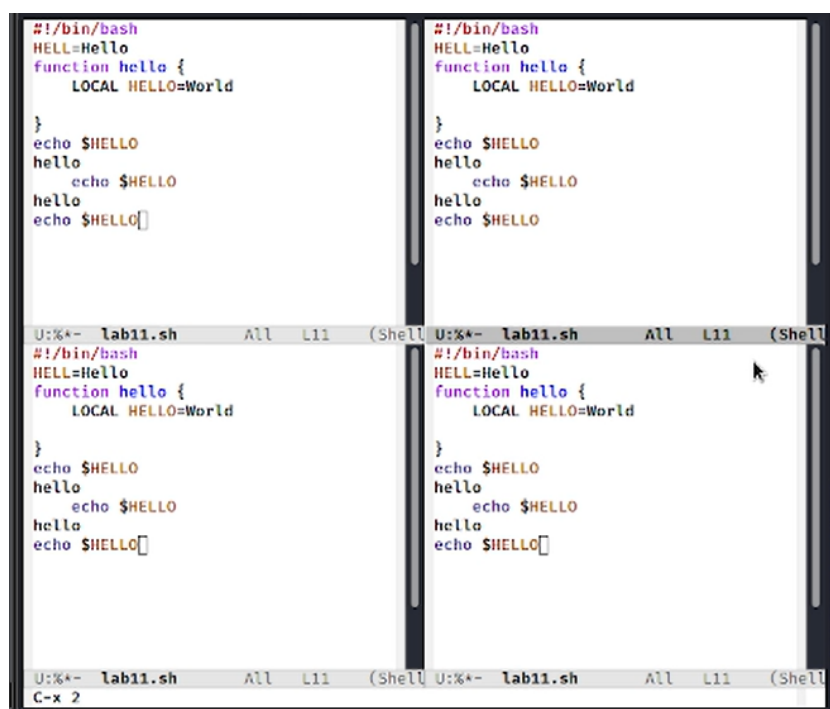 #!/bin/bash
HELL=Hello
function hello {
    LOCAL HELLO=World

}
echo $HELLO
hello
    echo $HELLO
hello
echo $HELLO
U:%*-  lab11.sh       All   L11    (Shell
#!/bin/bash
HELL=Hello
function hello {
    LOCAL HELLO=World

}
echo $HELLO
hello
    echo $HELLO
hello
echo $HELLO
U:%*-  lab11.sh       All   L11    (Shell
#!/bin/bash
HELL=Hello
function hello {
    LOCAL HELLO=World

}
echo $HELLO
hello
    echo $HELLO
hello
echo $HELLO
U:%*-  lab11.sh       All   L11    (Shell
#!/bin/bash
HELL=Hello
function hello {
    LOCAL HELLO=World

}
echo $HELLO
hello
    echo $HELLO
hello
echo $HELLO
U:%*-  lab11.sh       All   L11    (Shell
C-x 2